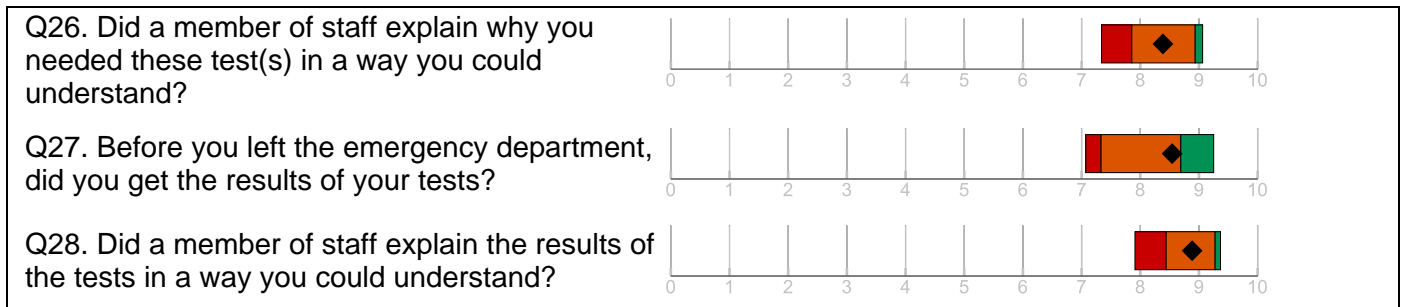 Q26. Did a member of staff explain why you
needed these test(s) in a way you could
understand?
0 1 2 3 4 5 6 7 8 9 10
Q27. Before you left the emergency department,
did you get the results of your tests?
0 1 2 3 4 5 6 7 8 9 10
Q28. Did a member of staff explain the results of
the tests in a way you could understand?
0 1 2 3 4 5 6 7 8 9 10